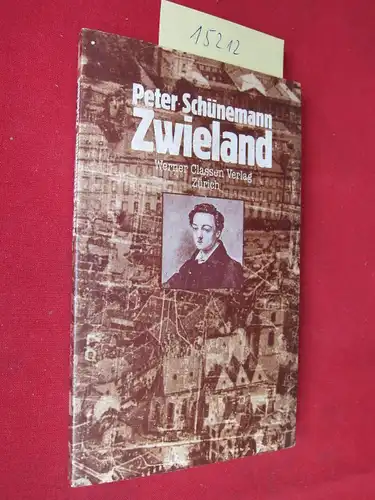 15212
Peter Schünemann
Zwieland
Werner Classen Verlag
Zürich